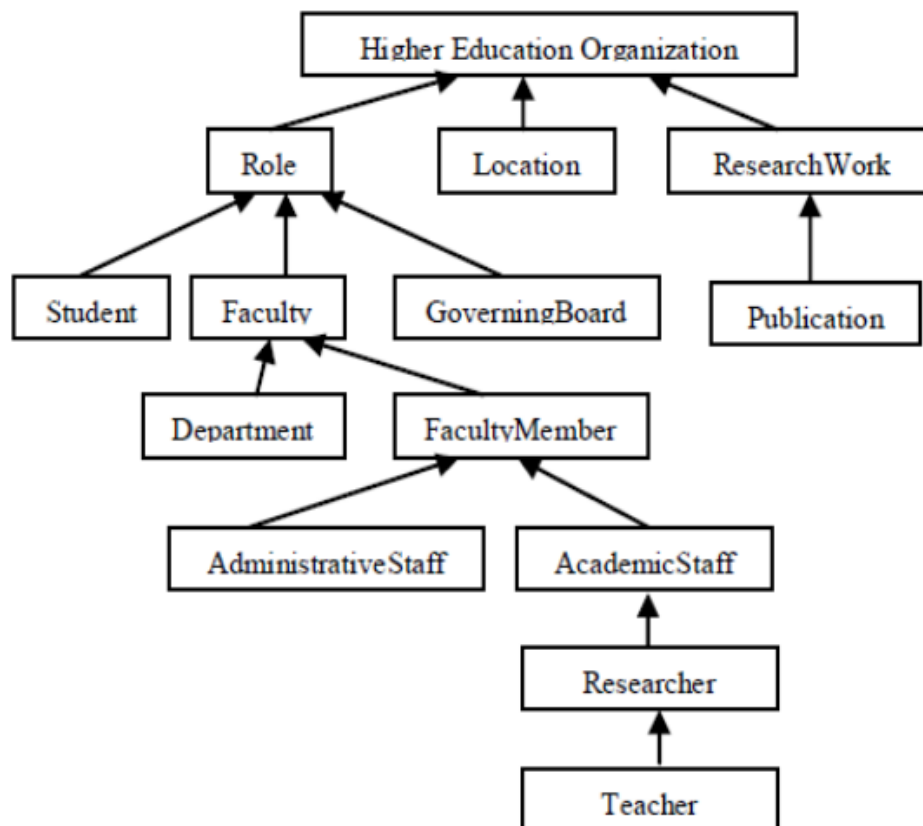 Higher Education Organization
Role
Location
ResearchWork
Student
Faculty
GoverningBoard
Publication
Department
FacultyMember
AdministrativeStaff
AcademicStaff
Researcher
Teacher